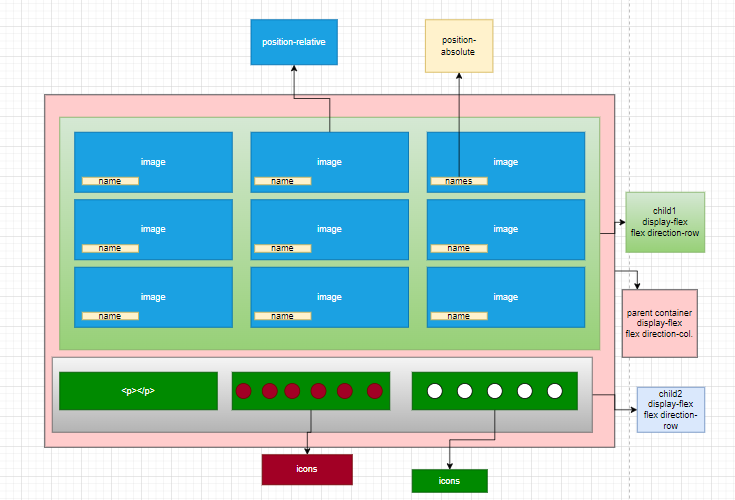 position-relative
position-
absolute
image
image
image
name
name
names
image
image
image
name
name
name
image
image
image
name
name
name
child1
display-flex
flex direction-row
parent container
display-flex
flex direction-col.
<p></p>
child2
display-flex
flex direction-
row
icons
icons